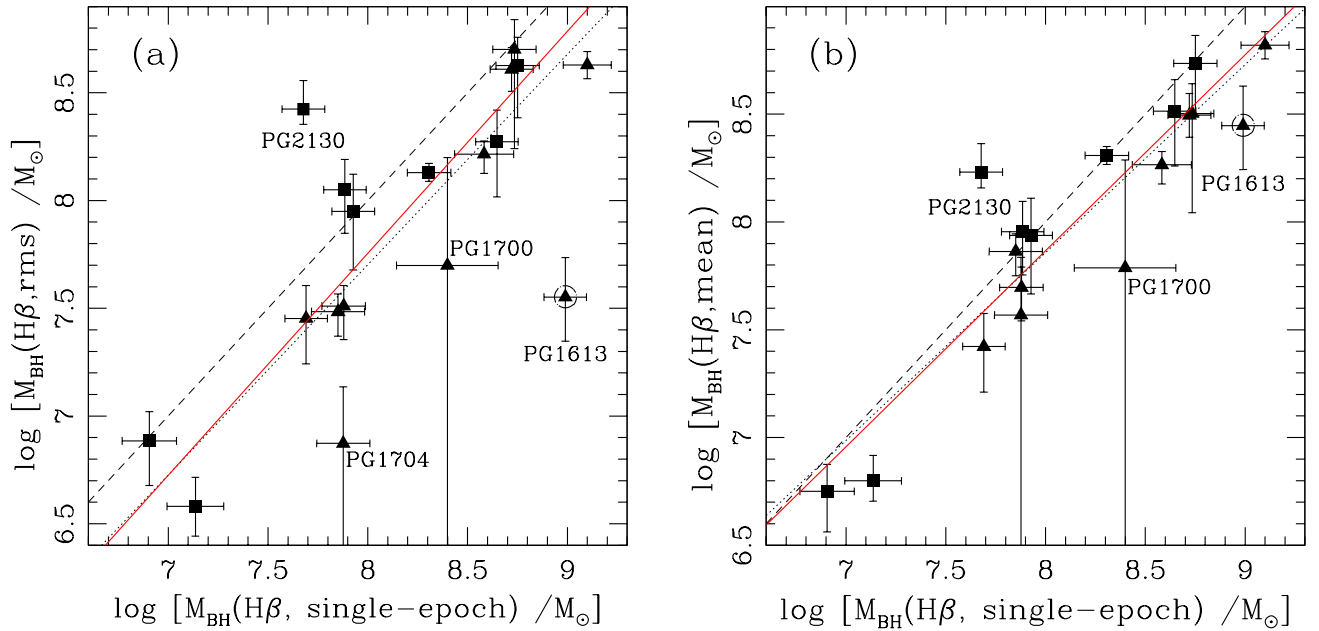 (a)
log [M_BH(Hβ,rms) /M_⊙]
8.5
8
7.5
7
6.5
PG2130
PG1700
PG1613
PG1704
7 7.5 8 8.5 9
log [M_BH(Hβ, single−epoch) /M_⊙]
(b)
log [M_BH(Hβ,mean) /M_⊙]
8.5
8
7.5
7
6.5
PG2130
PG1613
PG1700
7 7.5 8 8.5 9
log [M_BH(Hβ, single−epoch) /M_⊙]